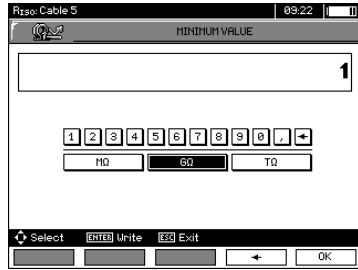 RISO: Cable 5 09:22
MINIMUM VALUE
1
1 2 3 4 5 6 7 8 9 0 , ←
MΩ GΩ TΩ
Select ENTER Write ESC Exit
← OK